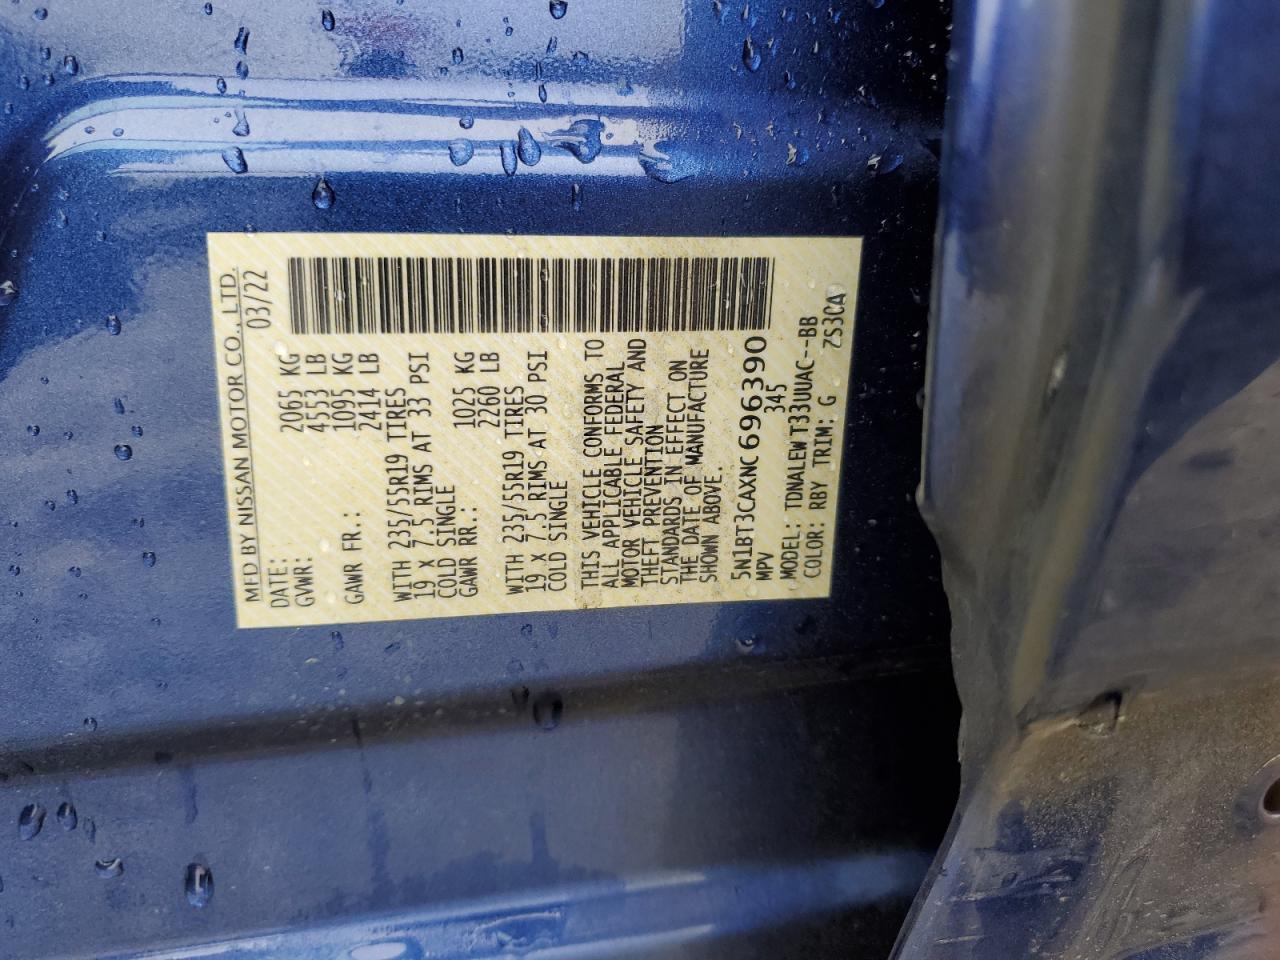 MFD BY NISSAN MOTOR CO., LTD.
DATE: 03/22
GVWR: 2065 KG
4553 LB
GAWR FR.: 1095 KG
2414 LB
WITH 235/55R19 TIRES
19 X 7.5 RIMS AT 33 PSI
COLD SINGLE
GAWR RR.: 1025 KG
2260 LB
WITH 235/55R19 TIRES
19 X 7.5 RIMS AT 30 PSI
COLD SINGLE
THIS VEHICLE CONFORMS TO
ALL APPLICABLE FEDERAL
MOTOR VEHICLE SAFETY AND
THEFT PREVENTION
STANDARDS IN EFFECT ON
THE DATE OF MANUFACTURE
SHOWN ABOVE.
5N1BT3CAXNC696390
MPV 345
MODEL: TDNALEWT33UUAC--BB
COLOR: RBY TRIM: G ZS3CA